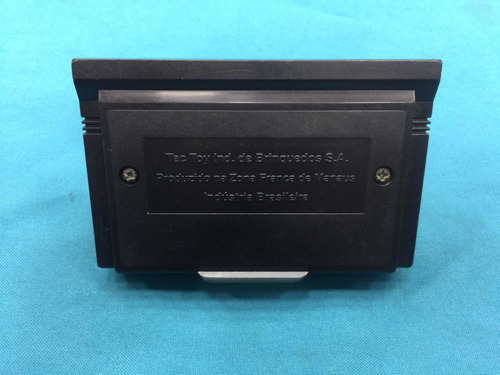 Tec Toy Ind. de Brinquedos S.A.
Produzido na Zona Franca de Manaus
Indústria Brasileira